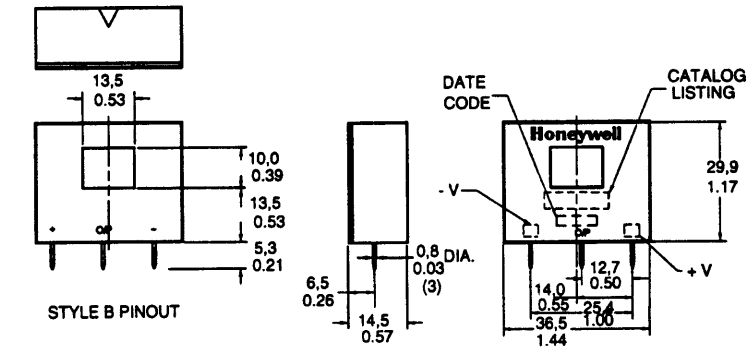 13,5
0.53
10,0
0.39
13,5
0.53
+ O/P -
5,3
0.21
STYLE B PINOUT
0,8
0.03 DIA.
(3)
6,5
0.26
14,5
0.57
DATE
CODE
CATALOG
LISTING
Honeywell
29,9
1.17
- V
O/P
+ V
12,7
0.50
14,0
0.55
25,4
1.00
36,5
1.44